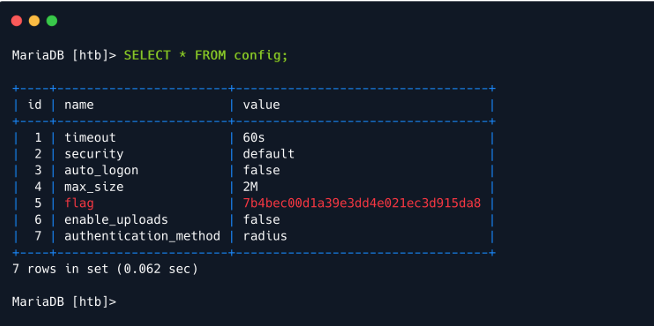 MariaDB [htb]> SELECT * FROM config;
+----+-----------------------+----------------------------------+
| id | name                  | value                            |
+----+-----------------------+----------------------------------+
|  1 | timeout               | 60s                              |
|  2 | security              | default                          |
|  3 | auto_logon            | false                            |
|  4 | max_size              | 2M                               |
|  5 | flag                  | 7b4bec00d1a39e3dd4e021ec3d915da8 |
|  6 | enable_uploads        | false                            |
|  7 | authentication_method | radius                           |
+----+-----------------------+----------------------------------+
7 rows in set (0.062 sec)
MariaDB [htb]>